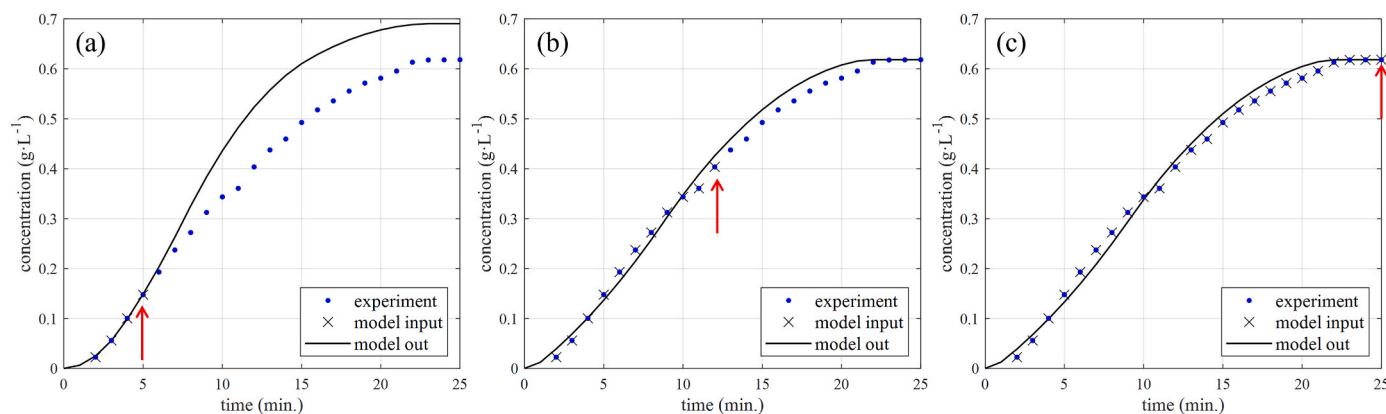 (a)
0.7
0.6
0.5
0.4
0.3
0.2
0.1
0
concentration (g·L⁻¹)
0 5 10 15 20 25
time (min.)
experiment
model input
model out
(b)
0.7
0.6
0.5
0.4
0.3
0.2
0.1
0
concentration (g·L⁻¹)
0 5 10 15 20 25
time (min.)
experiment
model input
model out
(c)
0.7
0.6
0.5
0.4
0.3
0.2
0.1
0
concentration (g·L⁻¹)
0 5 10 15 20 25
time (min.)
experiment
model input
model out